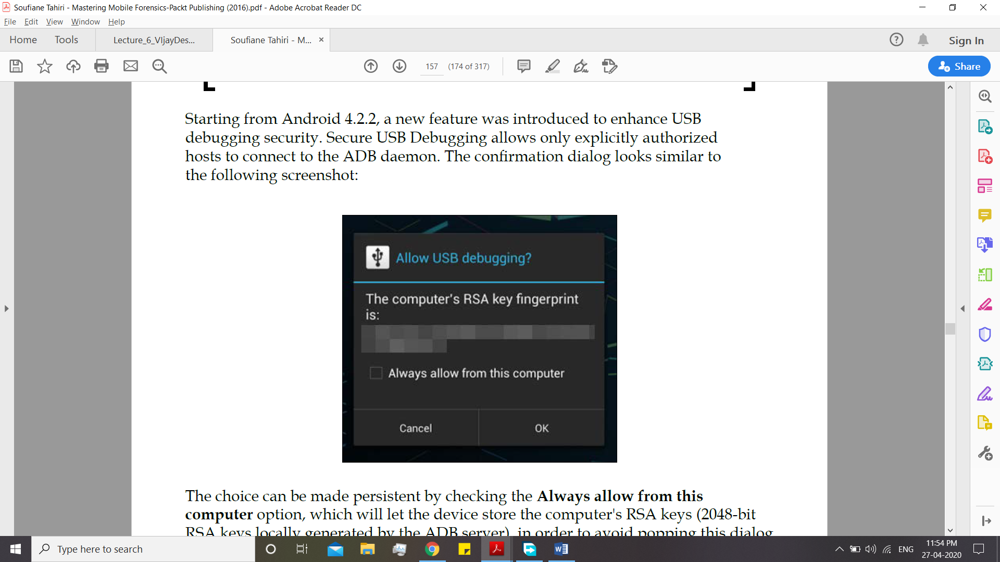 Soufiane Tahiri - Mastering Mobile Forensics-Packt Publishing (2016).pdf - Adobe Acrobat Reader DC
File Edit View Window Help
Home Tools Lecture_6_VIjayDes... Soufiane Tahiri - M... ×
? Sign In
157 (174 of 317)
Share
Starting from Android 4.2.2, a new feature was introduced to enhance USB
debugging security. Secure USB Debugging allows only explicitly authorized
hosts to connect to the ADB daemon. The confirmation dialog looks similar to
the following screenshot:
Allow USB debugging?
The computer's RSA key fingerprint
is:
Always allow from this computer
Cancel OK
The choice can be made persistent by checking the Always allow from this
computer option, which will let the device store the computer's RSA keys (2048-bit
RSA keys locally generated by the ADB server), in order to avoid popping this dialog
Type here to search
ENG
11:54 PM
27-04-2020